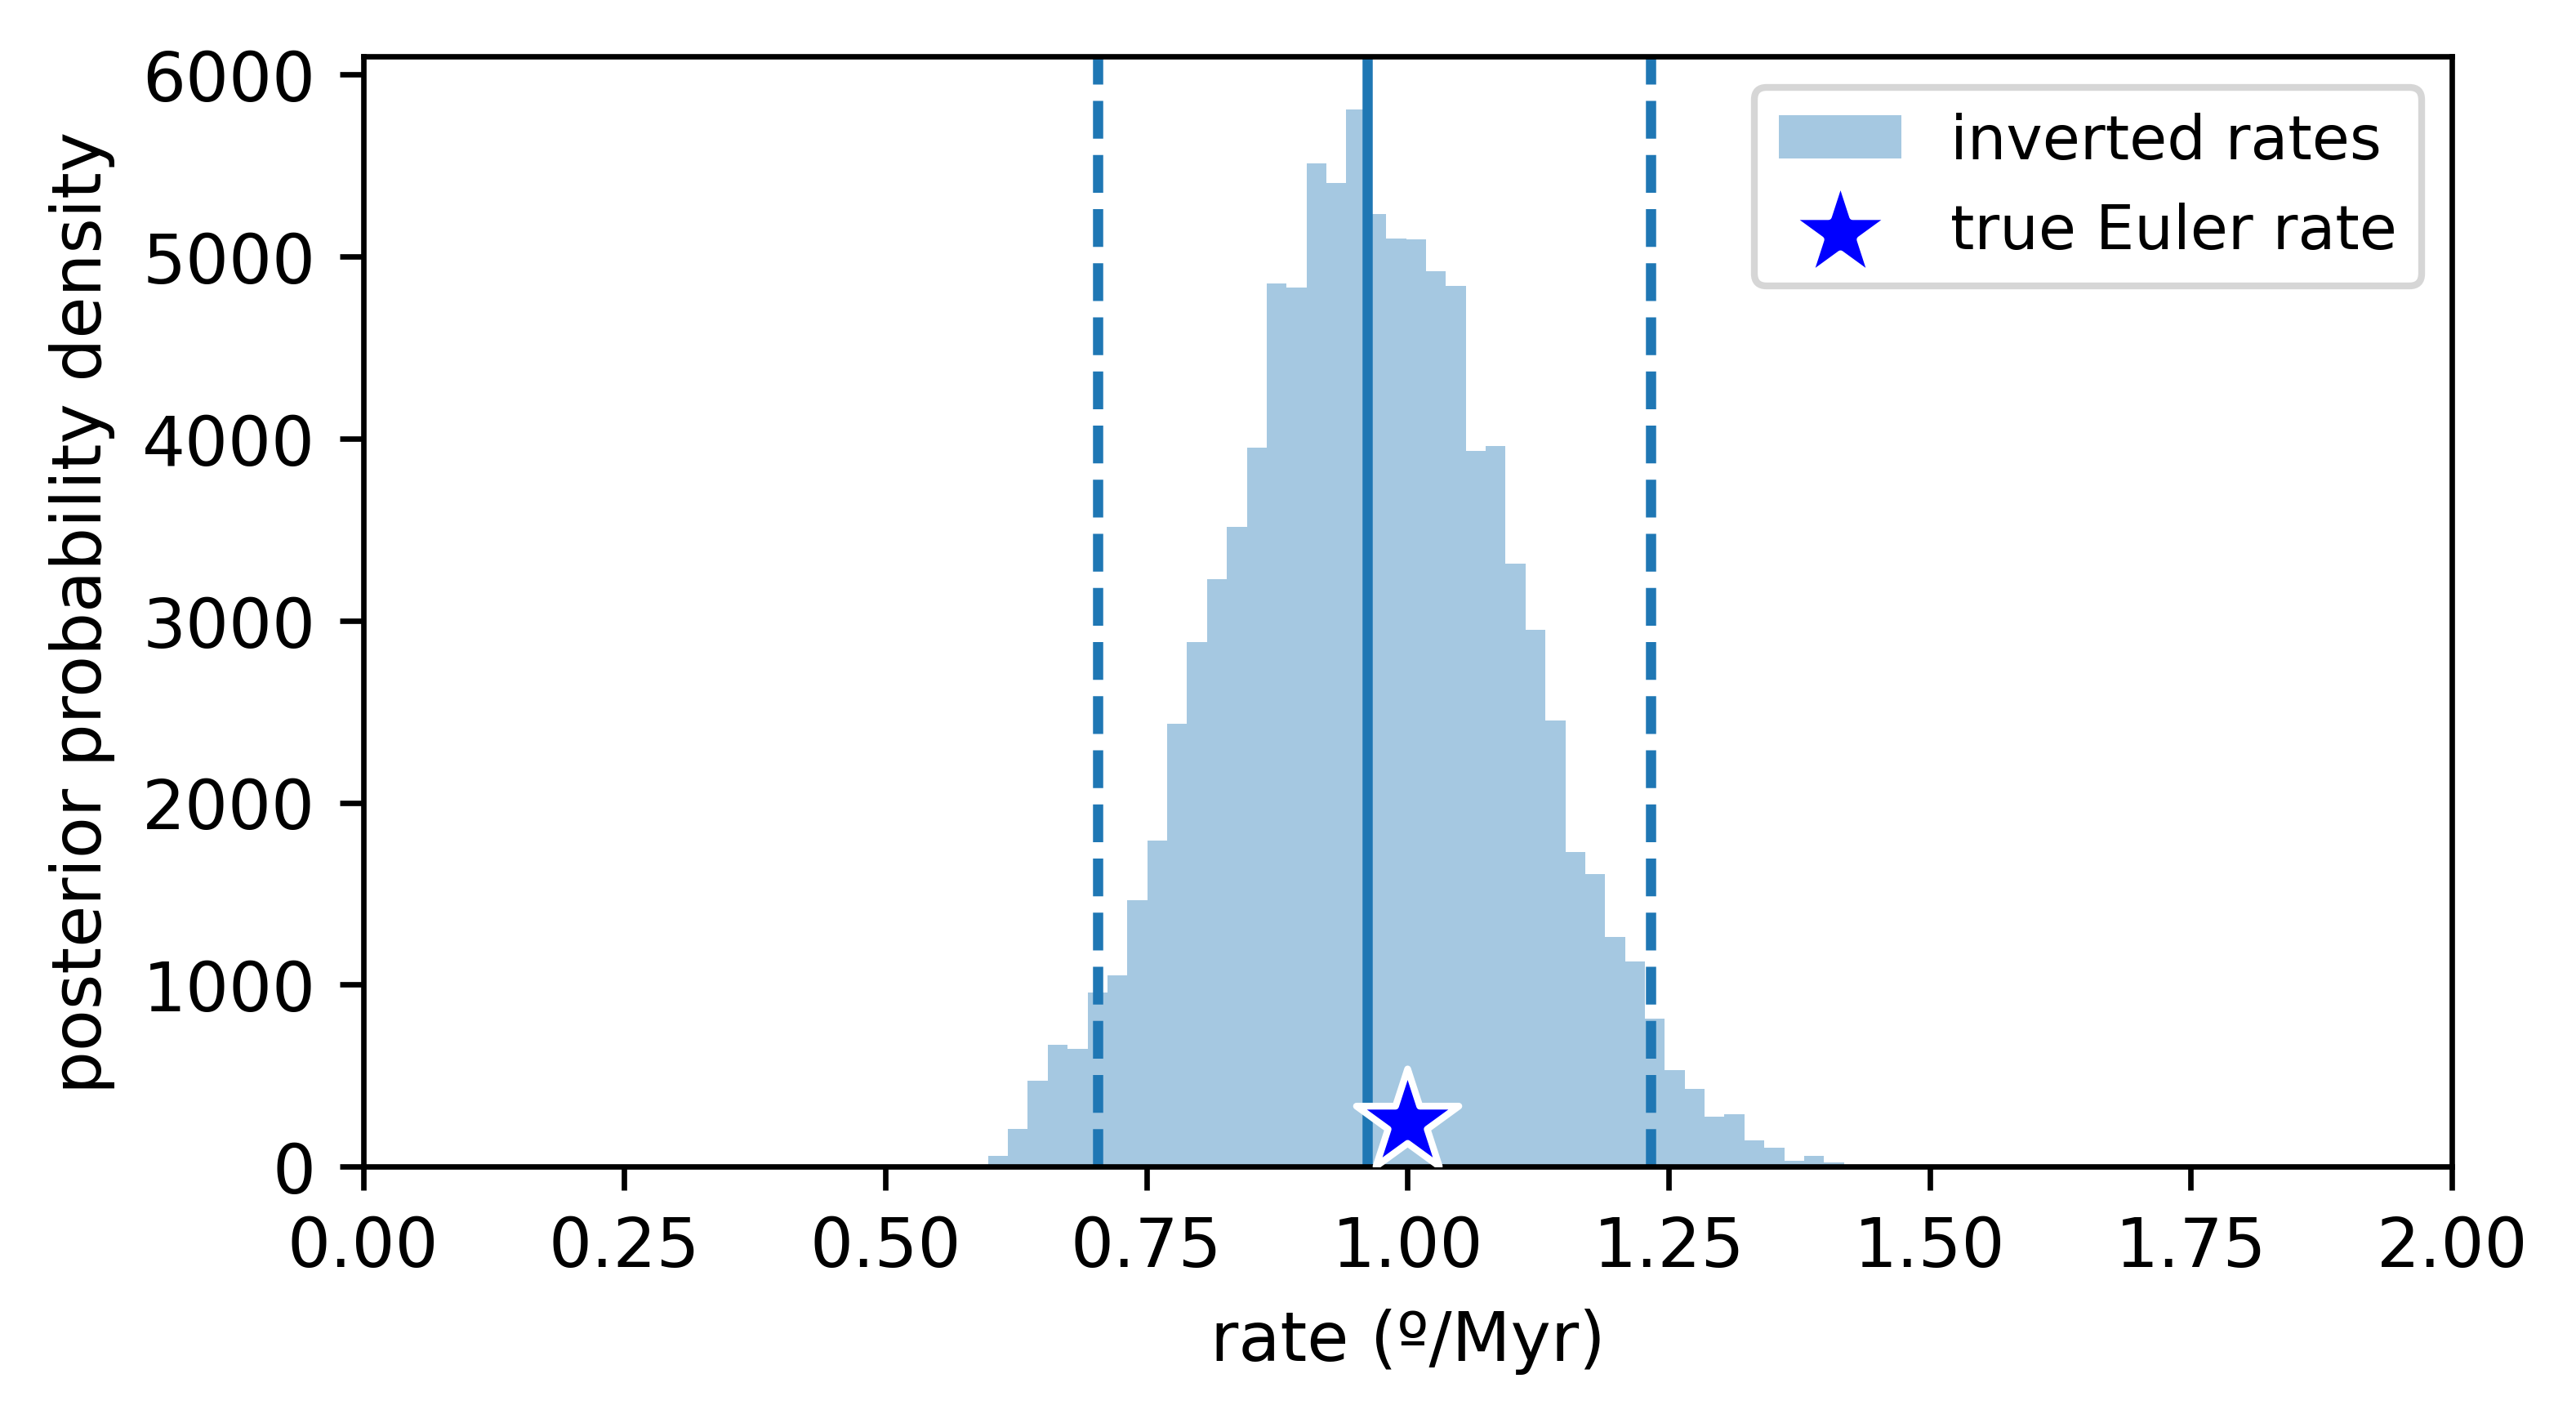 posterior probability density
6000
5000
4000
3000
2000
1000
0
inverted rates
true Euler rate
0.00 0.25 0.50 0.75 1.00 1.25 1.50 1.75 2.00
rate (º/Myr)